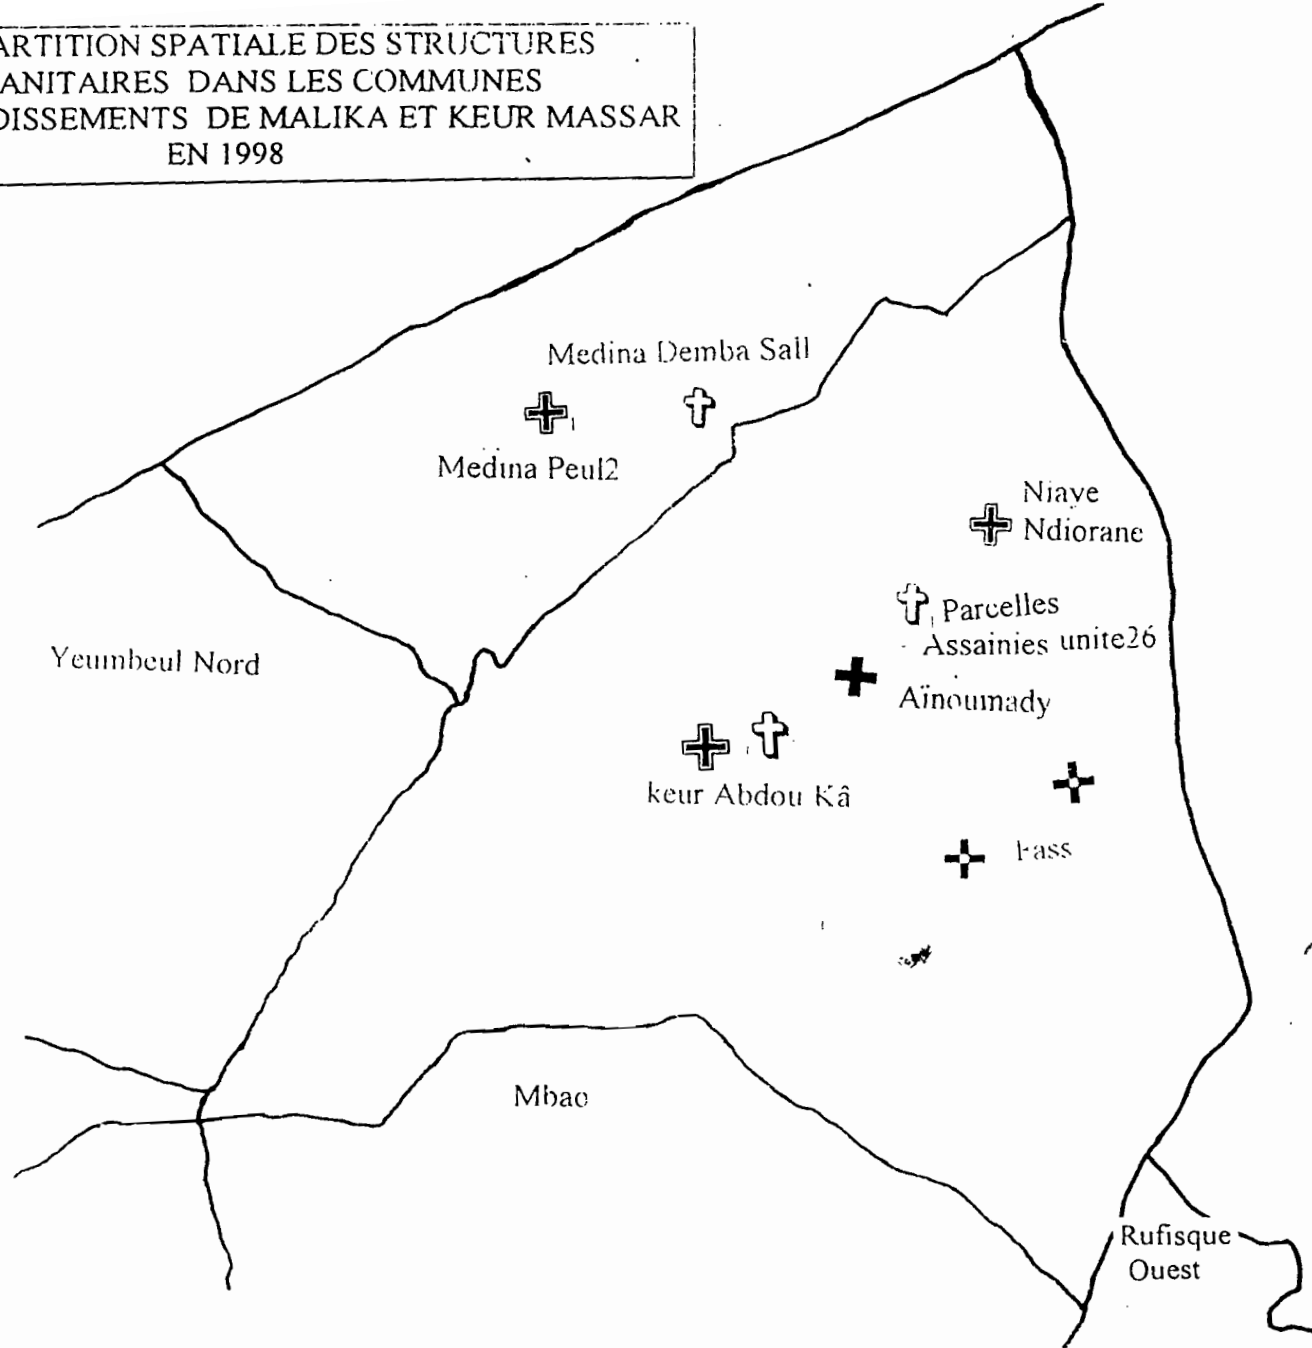 ARTITION SPATIALE DES STRUCTURES
ANITAIRES DANS LES COMMUNES
DISSEMENTS DE MALIKA ET KEUR MASSAR
EN 1998
Medina Demba Sall
Medina Peul2
Niaye
Ndiorane
Parcelles
Assainies unite26
Yeumbeul Nord
Aïnoumady
keur Abdou Kâ
Fass
Mbao
Rufisque
Ouest